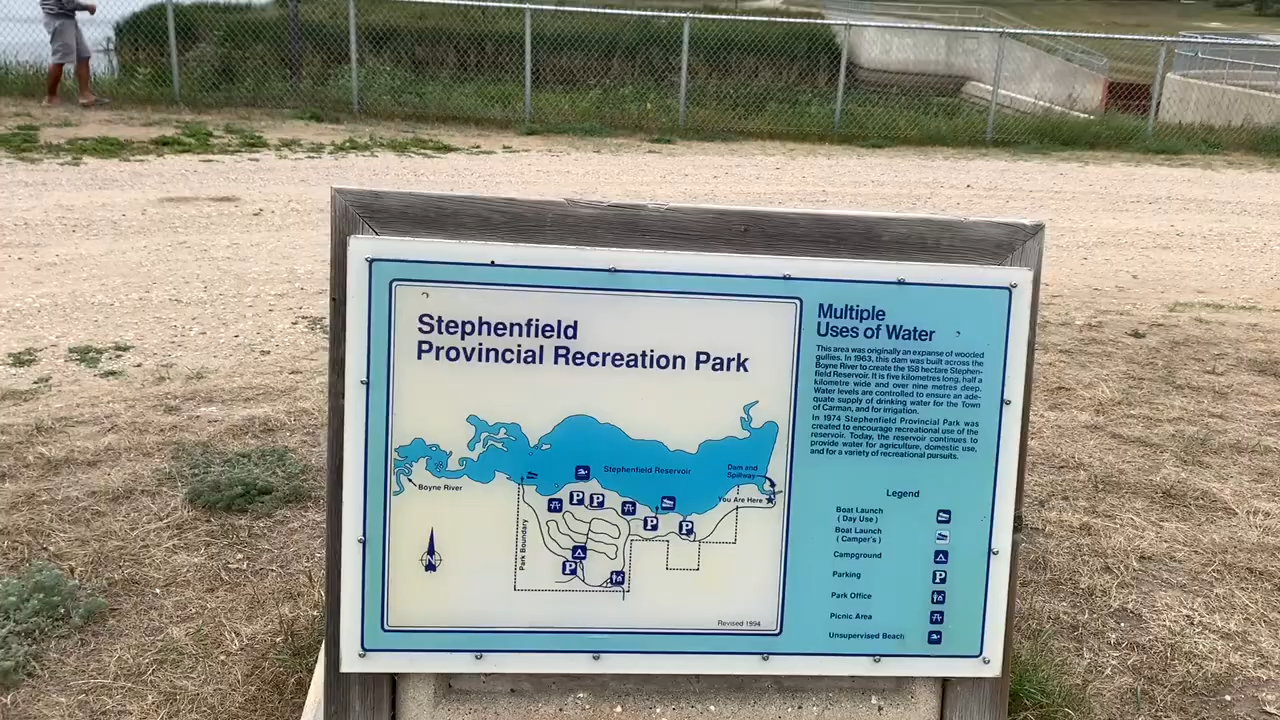 Stephenfield
Provincial Recreation Park
Multiple
Uses of Water
This area was originally an expanse of wooded
gullies. In 1963, this dam was built across the
Boyne River to create the 158 hectare Stephen-
field Reservoir. It is five kilometres long, half a
kilometre wide and over nine metres deep.
Water levels are controlled to ensure an ade-
quate supply of drinking water for the Town
of Carman, and for irrigation.
In 1974 Stephenfield Provincial Park was
created to encourage recreational use of the
reservoir. Today, the reservoir continues to
provide water for agriculture, domestic use,
and for a variety of recreational pursuits.
Stephenfield Reservoir
Dam and
Spillway
You Are Here
Boyne River
Park Boundary
P P
P
P
P
N
Revised 1994
Legend
Boat Launch
(Day Use)
Boat Launch
(Camper's)
Campground
Parking
P
Park Office
Picnic Area
Unsupervised Beach